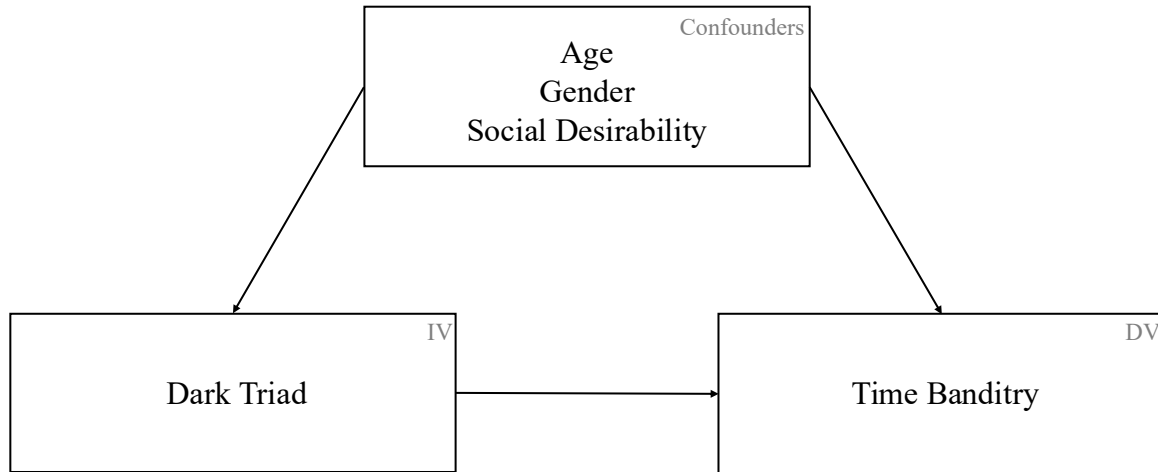 Confounders
Age
Gender
Social Desirability
IV
Dark Triad
DV
Time Banditry